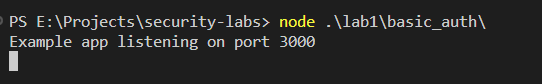 PS E:\Projects\security-labs> node .\lab1\basic_auth\
Example app listening on port 3000